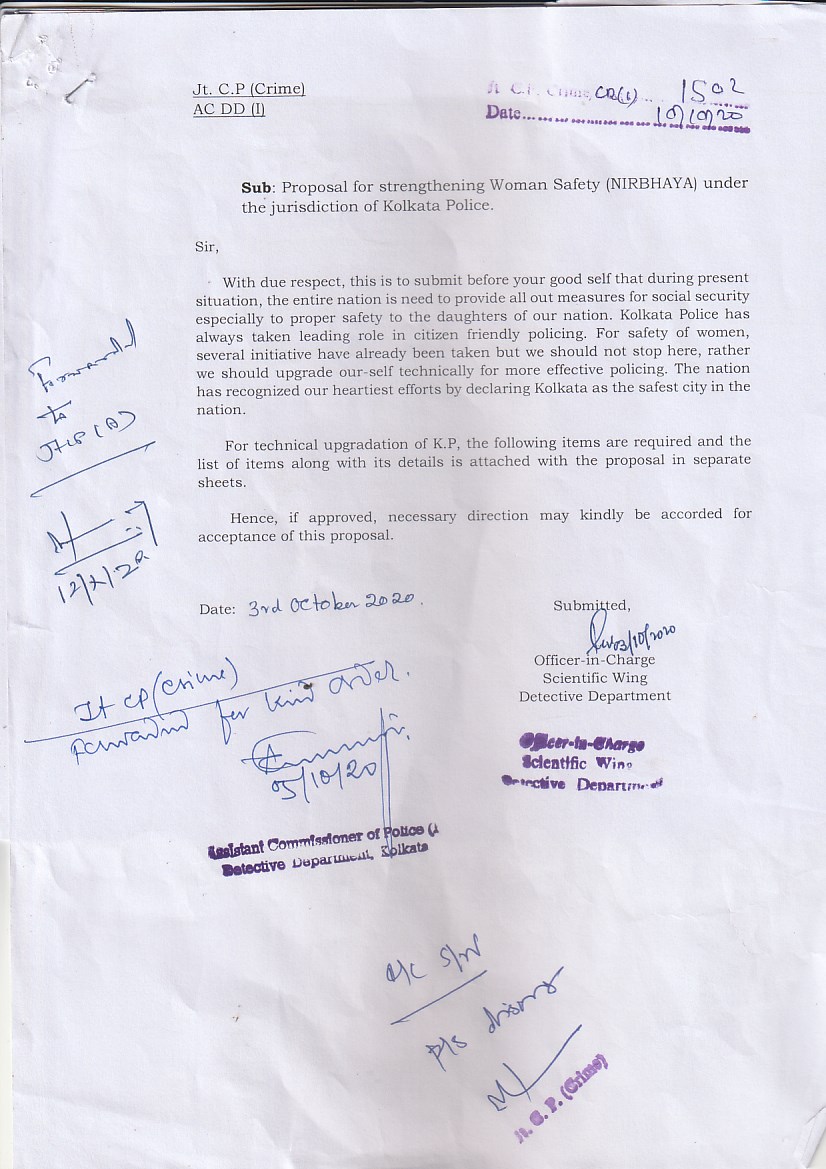 Jt. C.P (Crime)
AC DD (I)
Jt C.P. Crime, CR(1) 1502
Date 10/10/20
Sub: Proposal for strengthening Woman Safety (NIRBHAYA) under
the jurisdiction of Kolkata Police.
Sir,
With due respect, this is to submit before your good self that during present
situation, the entire nation is need to provide all out measures for social security
especially to proper safety to the daughters of our nation. Kolkata Police has
always taken leading role in citizen friendly policing. For safety of women,
several initiative have already been taken but we should not stop here, rather
we should upgrade our-self technically for more effective policing. The nation
has recognized our heartiest efforts by declaring Kolkata as the safest city in the
nation.
For technical upgradation of K.P, the following items are required and the
list of items along with its details is attached with the proposal in separate
sheets.
Hence, if approved, necessary direction may kindly be accorded for
acceptance of this proposal.
Forwarded
to
Date: 3rd October 2020.
Submitted,
03/10/2020
Officer-in-Charge
Scientific Wing
Detective Department
Officer-in-Charge
Scientific Wing
Detective Department
Jt CP (Crime)
Forwarded for kind order.
05/10/20
Assistant Commissioner of Police (
Detective Department, Kolkata
O/C S/W
P/s discuss
Jt. C. P. (Crime)